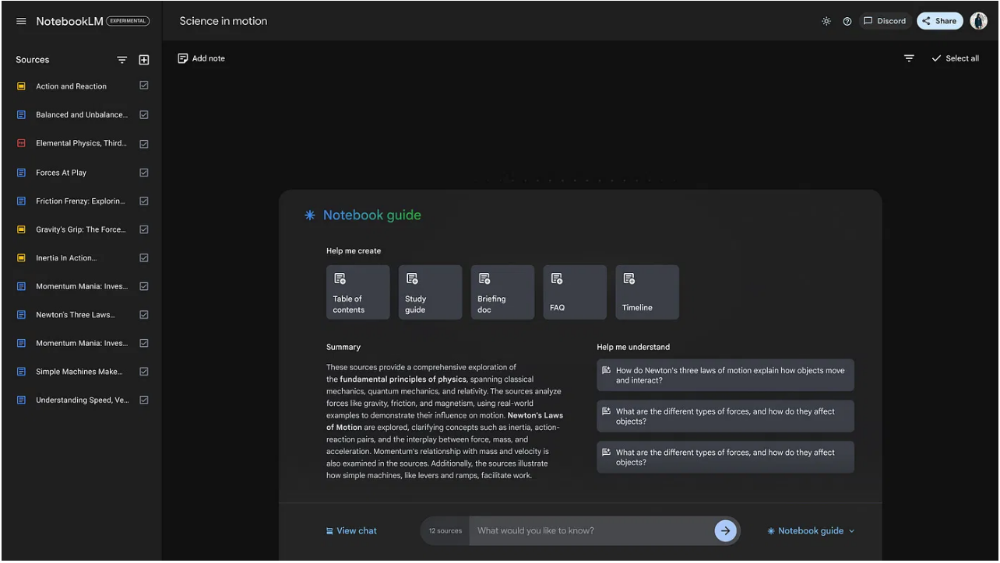 NotebookLM EXPERIMENTAL
Science in motion
Discord
Share
Sources
Add note
Select all
Action and Reaction
Balanced and Unbalance...
Elemental Physics, Third...
Forces At Play
Friction Frenzy: Explorin...
Gravity's Grip: The Force...
Inertia In Action...
Momentum Mania: Inves...
Newton's Three Laws...
Momentum Mania: Inves...
Simple Machines Make...
Understanding Speed, Ve...
Notebook guide
Help me create
Table of
contents
Study
guide
Briefing
doc
FAQ
Timeline
Summary
These sources provide a comprehensive exploration of
the fundamental principles of physics, spanning classical
mechanics, quantum mechanics, and relativity. The sources analyze
forces like gravity, friction, and magnetism, using real-world
examples to demonstrate their influence on motion. Newton's Laws
of Motion are explored, clarifying concepts such as inertia, action-
reaction pairs, and the interplay between force, mass, and
acceleration. Momentum's relationship with mass and velocity is
also examined in the sources. Additionally, the sources illustrate
how simple machines, like levers and ramps, facilitate work.
Help me understand
How do Newton's three laws of motion explain how objects move
and interact?
What are the different types of forces, and how do they affect
objects?
What are the different types of forces, and how do they affect
objects?
View chat
12 sources
What would you like to know?
Notebook guide